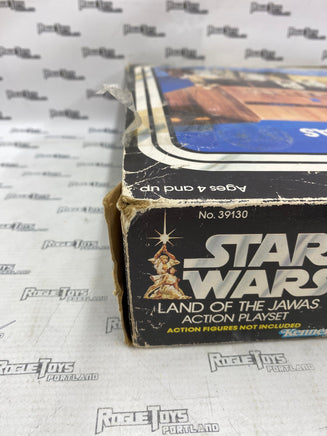 Ages 4 and up
No. 39130
STAR
WARS
LAND OF THE JAWAS
ACTION PLAYSET
ACTION FIGURES NOT INCLUDED
Kenner
ROGUE TOYS
PORTLAND